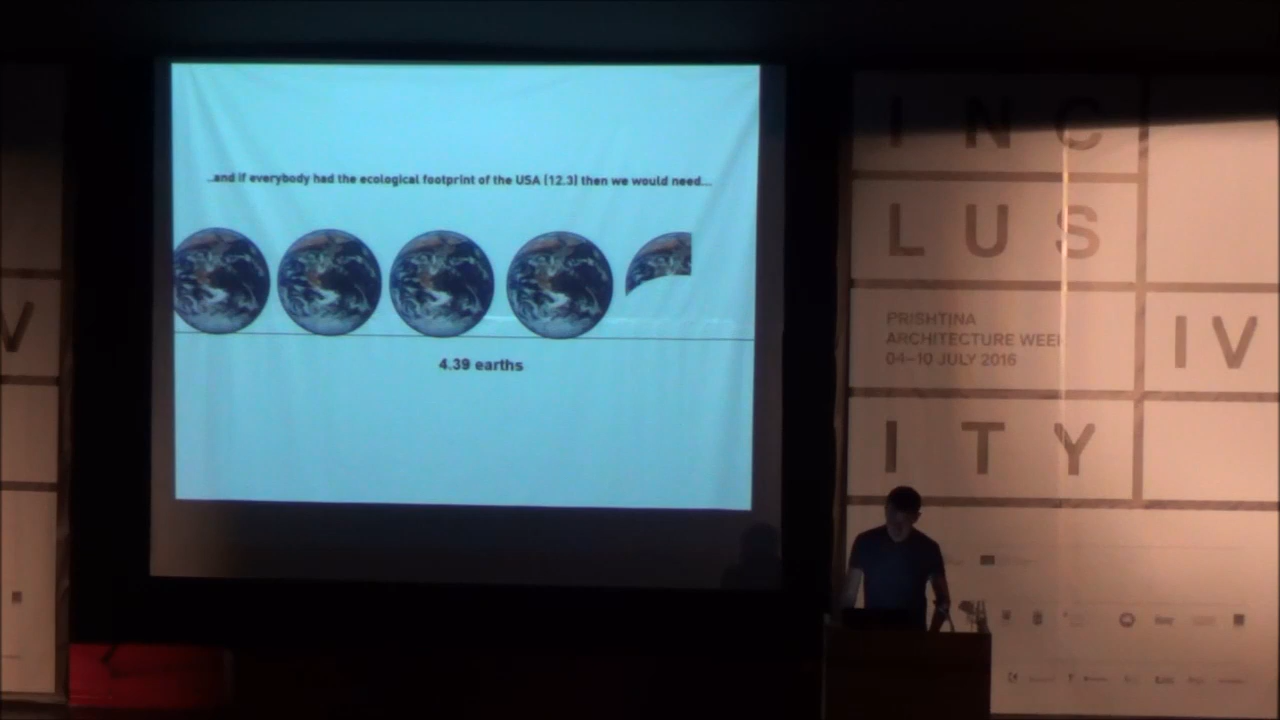 ..and if everybody had the ecological footprint of the USA (12.3) then we would need...
4.39 earths
INC
LUS
PRISHTINA
ARCHITECTURE WEEK
04–10 JULY 2016
IV
ITY
V